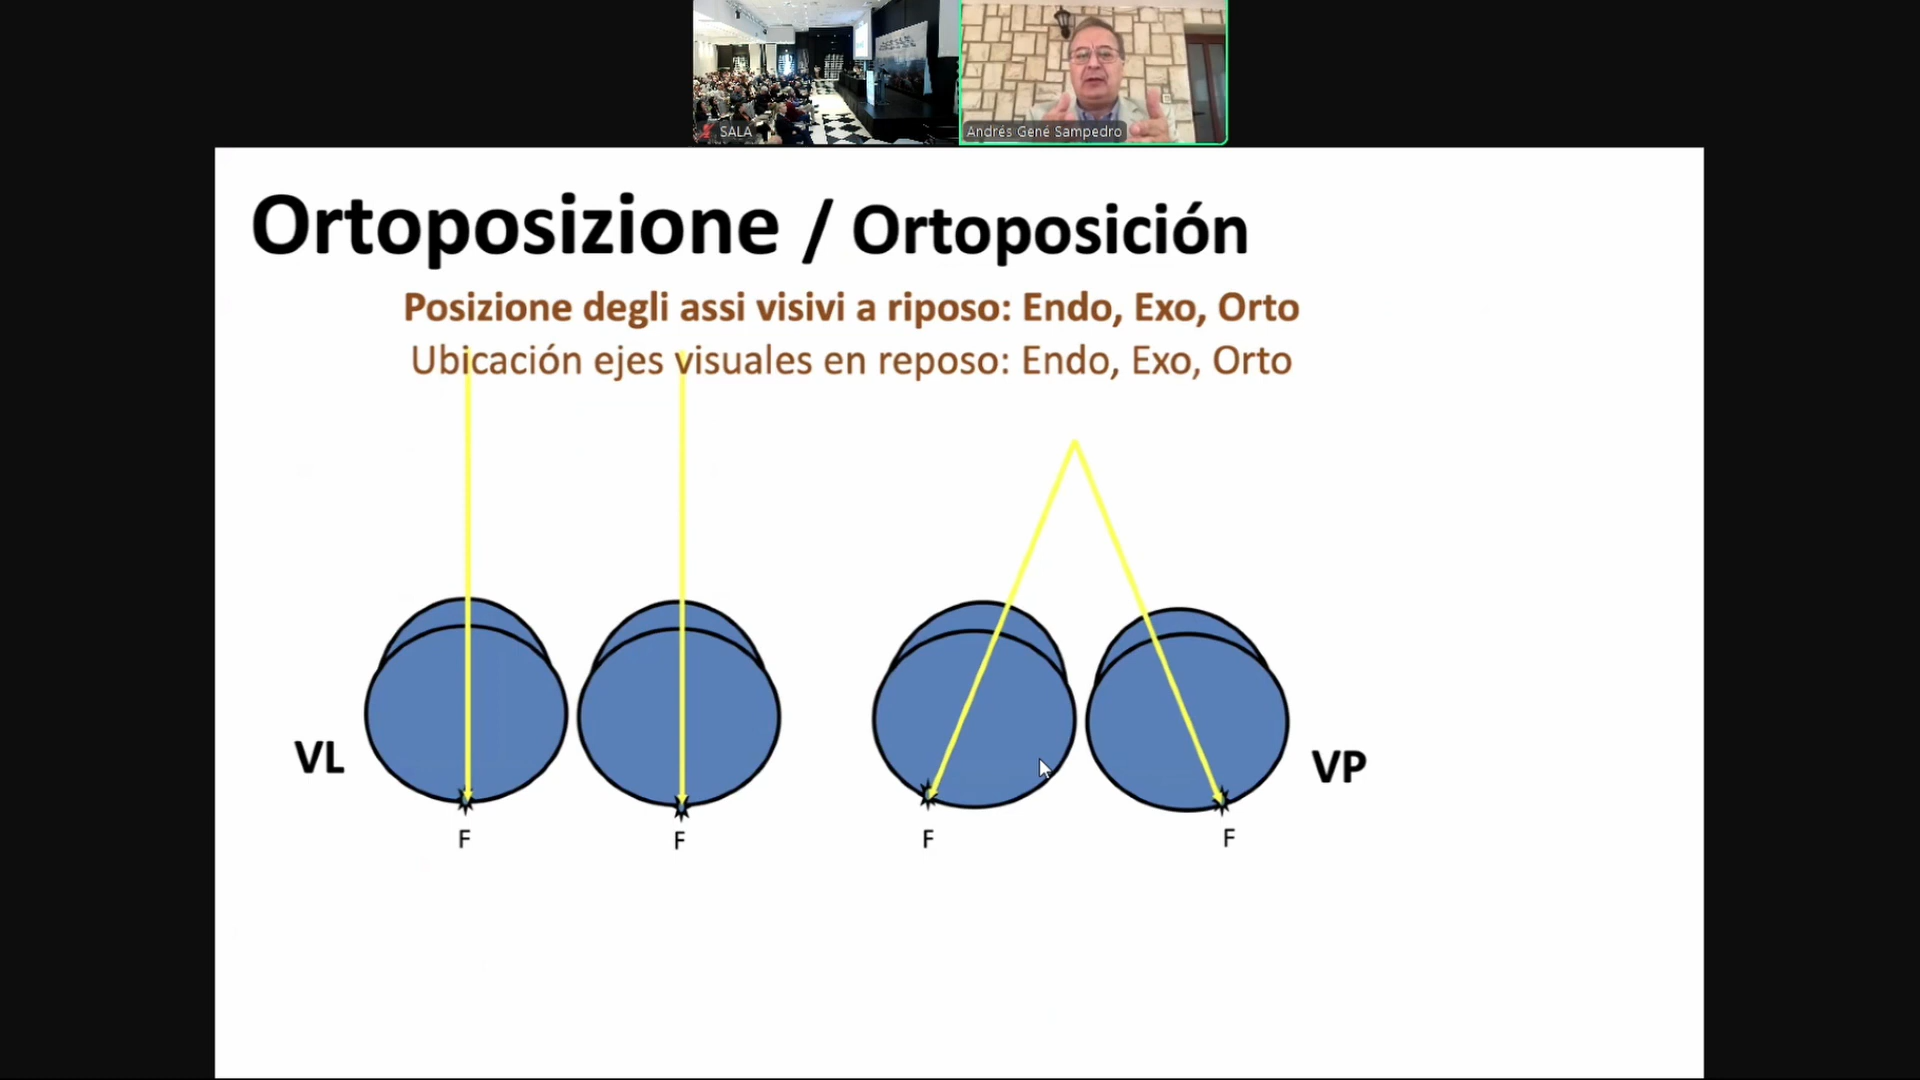 SALA
Andrés Gené Sampedro
Ortoposizione / Ortoposición
Posizione degli assi visivi a riposo: Endo, Exo, Orto
Ubicación ejes visuales en reposo: Endo, Exo, Orto
VL
VP
F
F
F
F